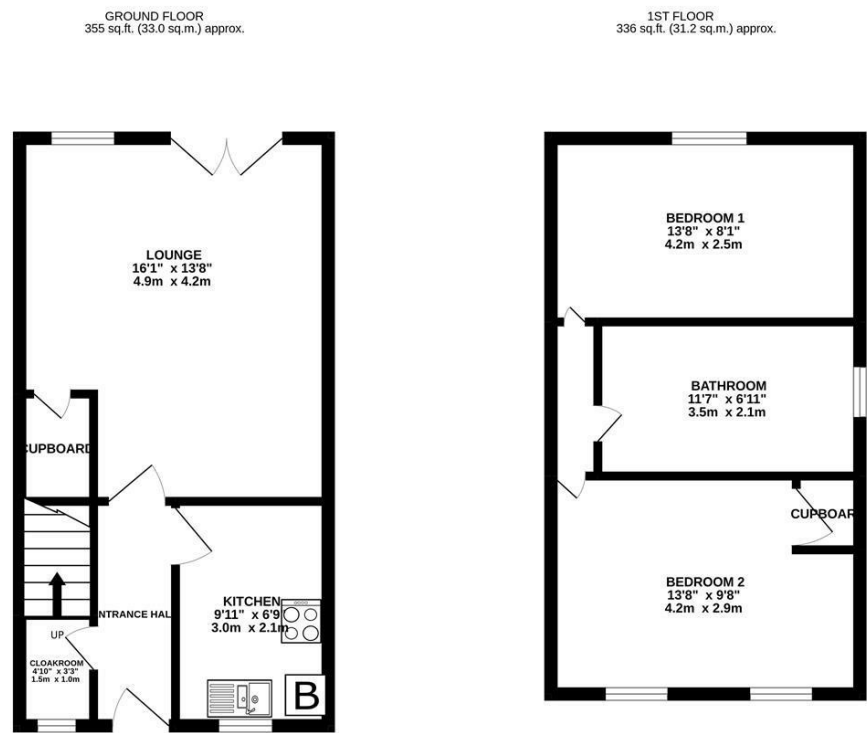 GROUND FLOOR
355 sq.ft. (33.0 sq.m.) approx.
1ST FLOOR
336 sq.ft. (31.2 sq.m.) approx.
LOUNGE
16'1" x 13'8"
4.9m x 4.2m
CUPBOARD
ENTRANCE HALL
KITCHEN
9'11" x 6'9"
3.0m x 2.1m
B
UP
CLOAKROOM
4'10" x 3'3"
1.5m x 1.0m
BEDROOM 1
13'8" x 8'1"
4.2m x 2.5m
BATHROOM
11'7" x 6'11"
3.5m x 2.1m
CUPBOARD
BEDROOM 2
13'8" x 9'8"
4.2m x 2.9m